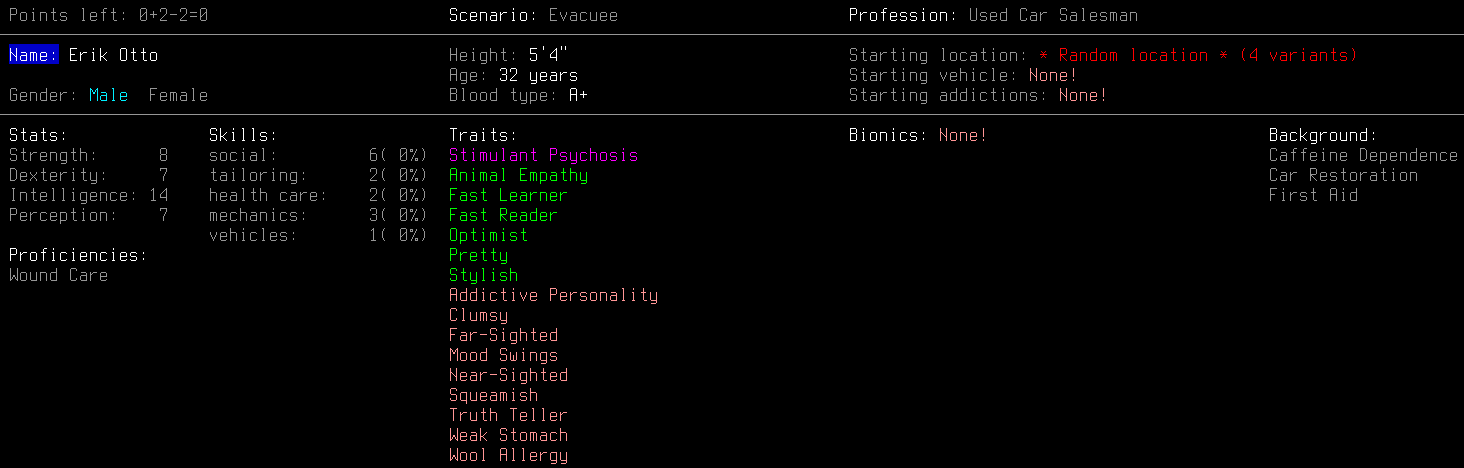 Points left: 0+2-2=0 Scenario: Evacuee Profession: Used Car Salesman
Name: Erik Otto Height: 5'4" Starting location: * Random location * (4 variants)
Age: 32 years Starting vehicle: None!
Gender: Male Female Blood type: A+ Starting addictions: None!
Stats: Skills: Traits: Bionics: None! Background:
Strength: 8 social: 6( 0%) Stimulant Psychosis Caffeine Dependence
Dexterity: 7 tailoring: 2( 0%) Animal Empathy Car Restoration
Intelligence: 14 health care: 2( 0%) Fast Learner First Aid
Perception: 7 mechanics: 3( 0%) Fast Reader
vehicles: 1( 0%) Optimist
Proficiencies: Pretty
Wound Care Stylish
Addictive Personality
Clumsy
Far-Sighted
Mood Swings
Near-Sighted
Squeamish
Truth Teller
Weak Stomach
Wool Allergy